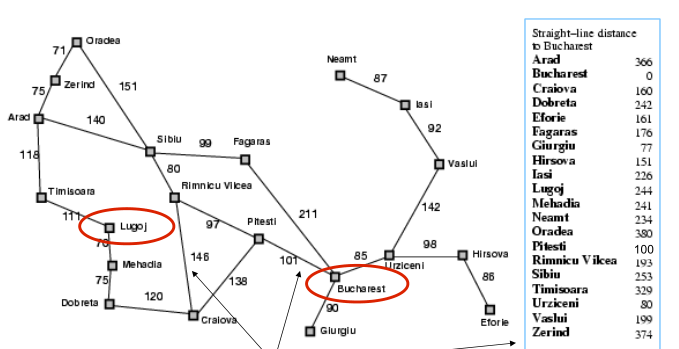 Oradea
71
Neamt
Zerind
87
75
151
Iasi
Arad
140
92
Sibiu
99
Fagaras
118
Vaslui
80
Timisoara
Rimnicu Vilcea
111
Lugoj
97
Pitesti
211
142
70
98
Hirsova
85
Urziceni
146
101
Mehadia
86
75
138
Bucharest
120
90
Dobreta
Craiova
Eforie
Giurgiu
Straight-line distance
to Bucharest
Arad 366
Bucharest 0
Craiova 160
Dobreta 242
Eforie 161
Fagaras 176
Giurgiu 77
Hirsova 151
Iasi 226
Lugoj 244
Mehadia 241
Neamt 234
Oradea 380
Pitesti 100
Rimnicu Vilcea 193
Sibiu 253
Timisoara 329
Urziceni 80
Vaslui 199
Zerind 374